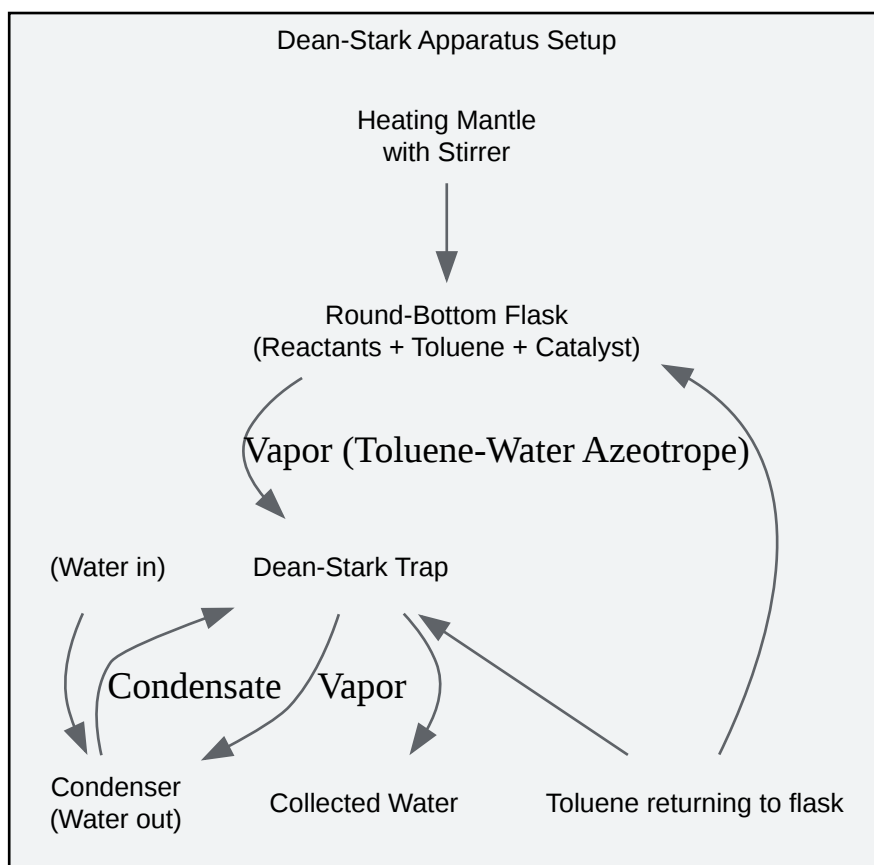 Dean-Stark Apparatus Setup
Heating Mantle
with Stirrer
Round-Bottom Flask
(Reactants + Toluene + Catalyst)
Vapor (Toluene-Water Azeotrope)
(Water in)
Dean-Stark Trap
Condensate
Vapor
Condenser
(Water out)
Collected Water
Toluene returning to flask